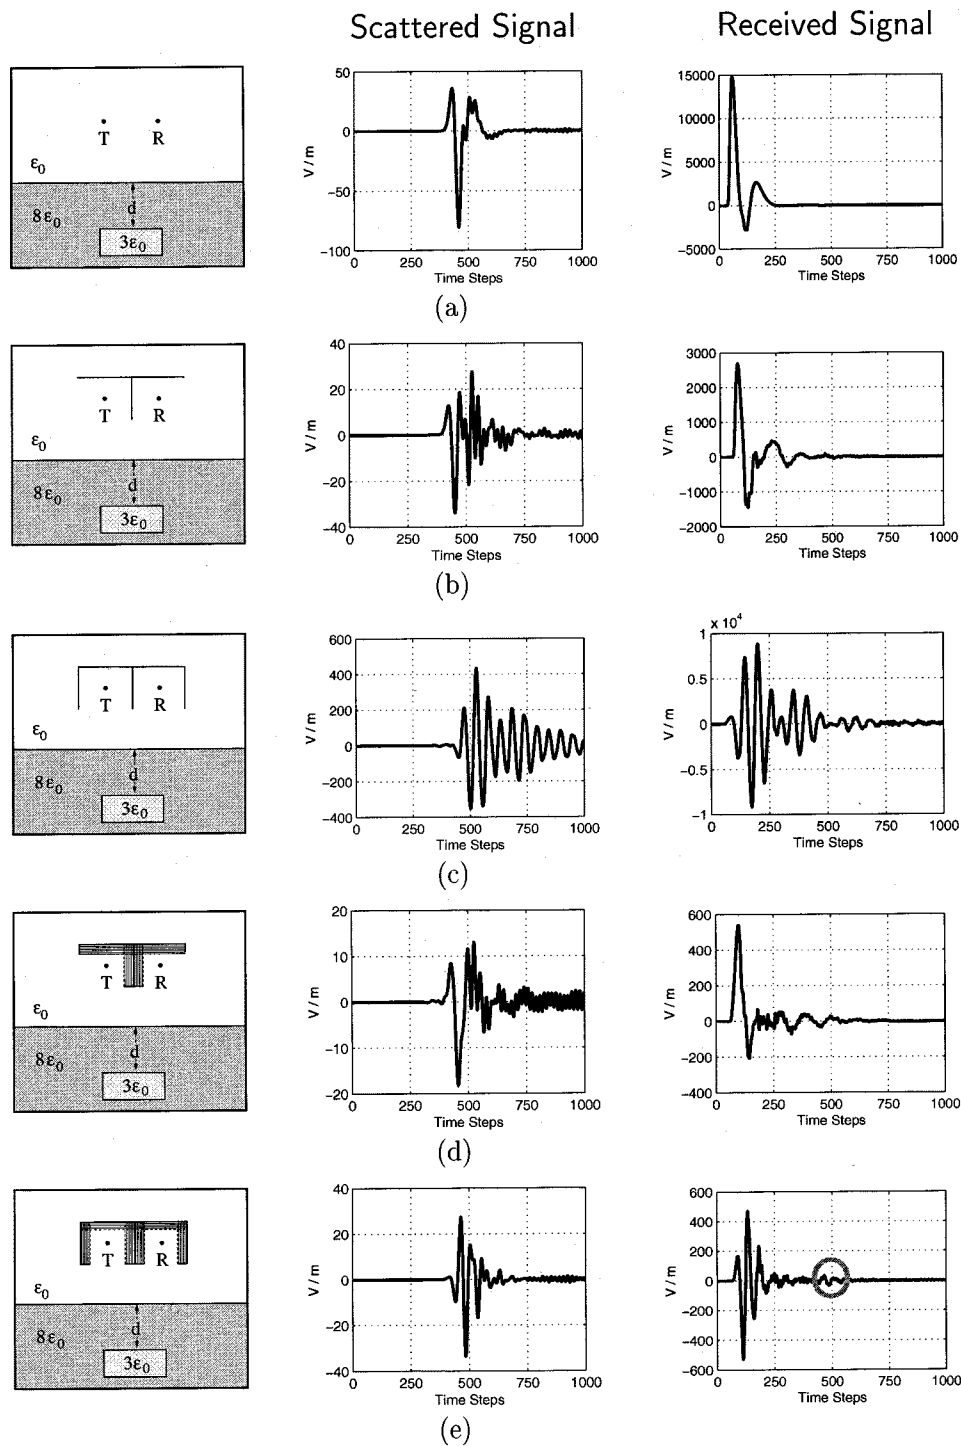 Scattered Signal
Received Signal
T R
ε0
8ε0
d
3ε0
50
0
−50
−100
V / m
0 250 500 750 1000
Time Steps
15000
10000
5000
0
−5000
V / m
0 250 500 750 1000
Time Steps
(a)
T R
ε0
8ε0
d
3ε0
40
20
0
−20
−40
V / m
0 250 500 750 1000
Time Steps
3000
2000
1000
0
−1000
−2000
V / m
0 250 500 750 1000
Time Steps
(b)
T R
ε0
8ε0
d
3ε0
600
400
200
0
−200
−400
V / m
0 250 500 750 1000
Time Steps
x 10^4
1
0.5
0
−0.5
−1
V / m
0 250 500 750 1000
Time Steps
(c)
T R
ε0
8ε0
d
3ε0
20
10
0
−10
−20
V / m
0 250 500 750 1000
Time Steps
600
400
200
0
−200
−400
V / m
0 250 500 750 1000
Time Steps
(d)
T R
ε0
8ε0
d
3ε0
40
20
0
−20
−40
V / m
0 250 500 750 1000
Time Steps
600
400
200
0
−200
−400
−600
V / m
0 250 500 750 1000
Time Steps
(e)